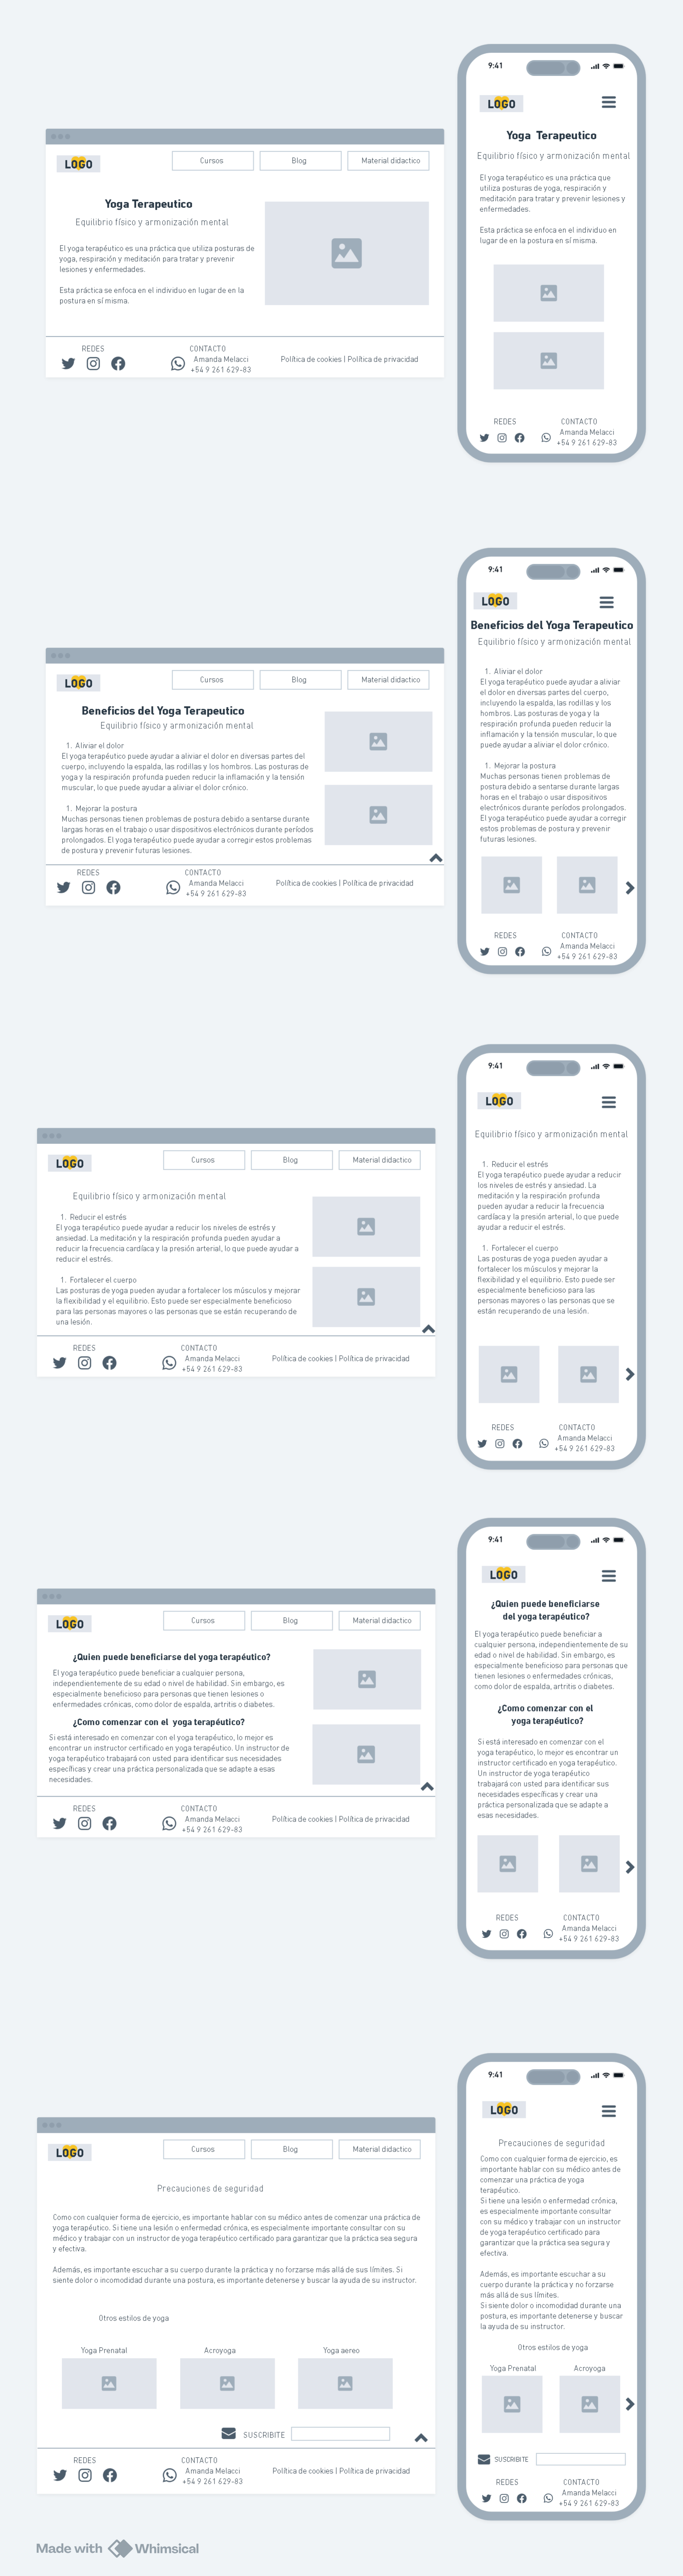 LOGO
Cursos
Blog
Material didactico
Yoga Terapeutico
Equilibrio físico y armonización mental
El yoga terapéutico es una práctica que utiliza posturas de
yoga, respiración y meditación para tratar y prevenir
lesiones y enfermedades.
Esta práctica se enfoca en el individuo en lugar de en la
postura en sí misma.
REDES
CONTACTO
Amanda Melacci
+54 9 261 629-83
Política de cookies | Política de privacidad
9:41
LOGO
Yoga Terapeutico
Equilibrio físico y armonización mental
El yoga terapéutico es una práctica que
utiliza posturas de yoga, respiración y
meditación para tratar y prevenir lesiones y
enfermedades.
Esta práctica se enfoca en el individuo en
lugar de en la postura en sí misma.
REDES
CONTACTO
Amanda Melacci
+54 9 261 629-83
LOGO
Cursos
Blog
Material didactico
Beneficios del Yoga Terapeutico
Equilibrio físico y armonización mental
1. Aliviar el dolor
El yoga terapéutico puede ayudar a aliviar el dolor en diversas partes del
cuerpo, incluyendo la espalda, las rodillas y los hombros. Las posturas de
yoga y la respiración profunda pueden reducir la inflamación y la tensión
muscular, lo que puede ayudar a aliviar el dolor crónico.
1. Mejorar la postura
Muchas personas tienen problemas de postura debido a sentarse durante
largas horas en el trabajo o usar dispositivos electrónicos durante períodos
prolongados. El yoga terapéutico puede ayudar a corregir estos problemas
de postura y prevenir futuras lesiones.
REDES
CONTACTO
Amanda Melacci
+54 9 261 629-83
Política de cookies | Política de privacidad
9:41
LOGO
Beneficios del Yoga Terapeutico
Equilibrio físico y armonización mental
1. Aliviar el dolor
El yoga terapéutico puede ayudar a aliviar
el dolor en diversas partes del cuerpo,
incluyendo la espalda, las rodillas y los
hombros. Las posturas de yoga y la
respiración profunda pueden reducir la
inflamación y la tensión muscular, lo que
puede ayudar a aliviar el dolor crónico.
1. Mejorar la postura
Muchas personas tienen problemas de
postura debido a sentarse durante largas
horas en el trabajo o usar dispositivos
electrónicos durante períodos prolongados.
El yoga terapéutico puede ayudar a corregir
estos problemas de postura y prevenir
futuras lesiones.
REDES
CONTACTO
Amanda Melacci
+54 9 261 629-83
LOGO
Cursos
Blog
Material didactico
Equilibrio físico y armonización mental
1. Reducir el estrés
El yoga terapéutico puede ayudar a reducir los niveles de estrés y
ansiedad. La meditación y la respiración profunda pueden ayudar a
reducir la frecuencia cardíaca y la presión arterial, lo que puede ayudar a
reducir el estrés.
1. Fortalecer el cuerpo
Las posturas de yoga pueden ayudar a fortalecer los músculos y mejorar
la flexibilidad y el equilibrio. Esto puede ser especialmente beneficioso
para las personas mayores o las personas que se están recuperando de
una lesión.
REDES
CONTACTO
Amanda Melacci
+54 9 261 629-83
Política de cookies | Política de privacidad
9:41
LOGO
Equilibrio físico y armonización mental
1. Reducir el estrés
El yoga terapéutico puede ayudar a reducir
los niveles de estrés y ansiedad. La
meditación y la respiración profunda
pueden ayudar a reducir la frecuencia
cardíaca y la presión arterial, lo que puede
ayudar a reducir el estrés.
1. Fortalecer el cuerpo
Las posturas de yoga pueden ayudar a
fortalecer los músculos y mejorar la
flexibilidad y el equilibrio. Esto puede ser
especialmente beneficioso para las
personas mayores o las personas que se
están recuperando de una lesión.
REDES
CONTACTO
Amanda Melacci
+54 9 261 629-83
LOGO
Cursos
Blog
Material didactico
¿Quien puede beneficiarse del yoga terapéutico?
El yoga terapéutico puede beneficiar a cualquier persona,
independientemente de su edad o nivel de habilidad. Sin embargo, es
especialmente beneficioso para personas que tienen lesiones o
enfermedades crónicas, como dolor de espalda, artritis o diabetes.
¿Como comenzar con el yoga terapéutico?
Si está interesado en comenzar con el yoga terapéutico, lo mejor es
encontrar un instructor certificado en yoga terapéutico. Un instructor de
yoga terapéutico trabajará con usted para identificar sus necesidades
específicas y crear una práctica personalizada que se adapte a esas
necesidades.
REDES
CONTACTO
Amanda Melacci
+54 9 261 629-83
Política de cookies | Política de privacidad
9:41
LOGO
¿Quien puede beneficiarse
del yoga terapéutico?
El yoga terapéutico puede beneficiar a
cualquier persona, independientemente de su
edad o nivel de habilidad. Sin embargo, es
especialmente beneficioso para personas que
tienen lesiones o enfermedades crónicas,
como dolor de espalda, artritis o diabetes.
¿Como comenzar con el
yoga terapéutico?
Si está interesado en comenzar con el
yoga terapéutico, lo mejor es encontrar un
instructor certificado en yoga terapéutico.
Un instructor de yoga terapéutico
trabajará con usted para identificar sus
necesidades específicas y crear una
práctica personalizada que se adapte a
esas necesidades.
REDES
CONTACTO
Amanda Melacci
+54 9 261 629-83
LOGO
Cursos
Blog
Material didactico
Precauciones de seguridad
Como con cualquier forma de ejercicio, es importante hablar con su médico antes de comenzar una práctica de
yoga terapéutico. Si tiene una lesión o enfermedad crónica, es especialmente importante consultar con su
médico y trabajar con un instructor de yoga terapéutico certificado para garantizar que la práctica sea segura
y efectiva.
Además, es importante escuchar a su cuerpo durante la práctica y no forzarse más allá de sus límites. Si
siente dolor o incomodidad durante una postura, es importante detenerse y buscar la ayuda de su instructor.
Otros estilos de yoga
Yoga Prenatal
Acroyoga
Yoga aereo
SUSCRIBITE
REDES
CONTACTO
Amanda Melacci
+54 9 261 629-83
Política de cookies | Política de privacidad
9:41
LOGO
Precauciones de seguridad
Como con cualquier forma de ejercicio, es
importante hablar con su médico antes de
comenzar una práctica de yoga
terapéutico.
Si tiene una lesión o enfermedad crónica,
es especialmente importante consultar
con su médico y trabajar con un instructor
de yoga terapéutico certificado para
garantizar que la práctica sea segura y
efectiva.
Además, es importante escuchar a su
cuerpo durante la práctica y no forzarse
más allá de sus límites.
Si siente dolor o incomodidad durante una
postura, es importante detenerse y buscar
la ayuda de su instructor.
Otros estilos de yoga
Yoga Prenatal
Acroyoga
SUSCRIBITE
REDES
CONTACTO
Amanda Melacci
+54 9 261 629-83
Made with Whimsical